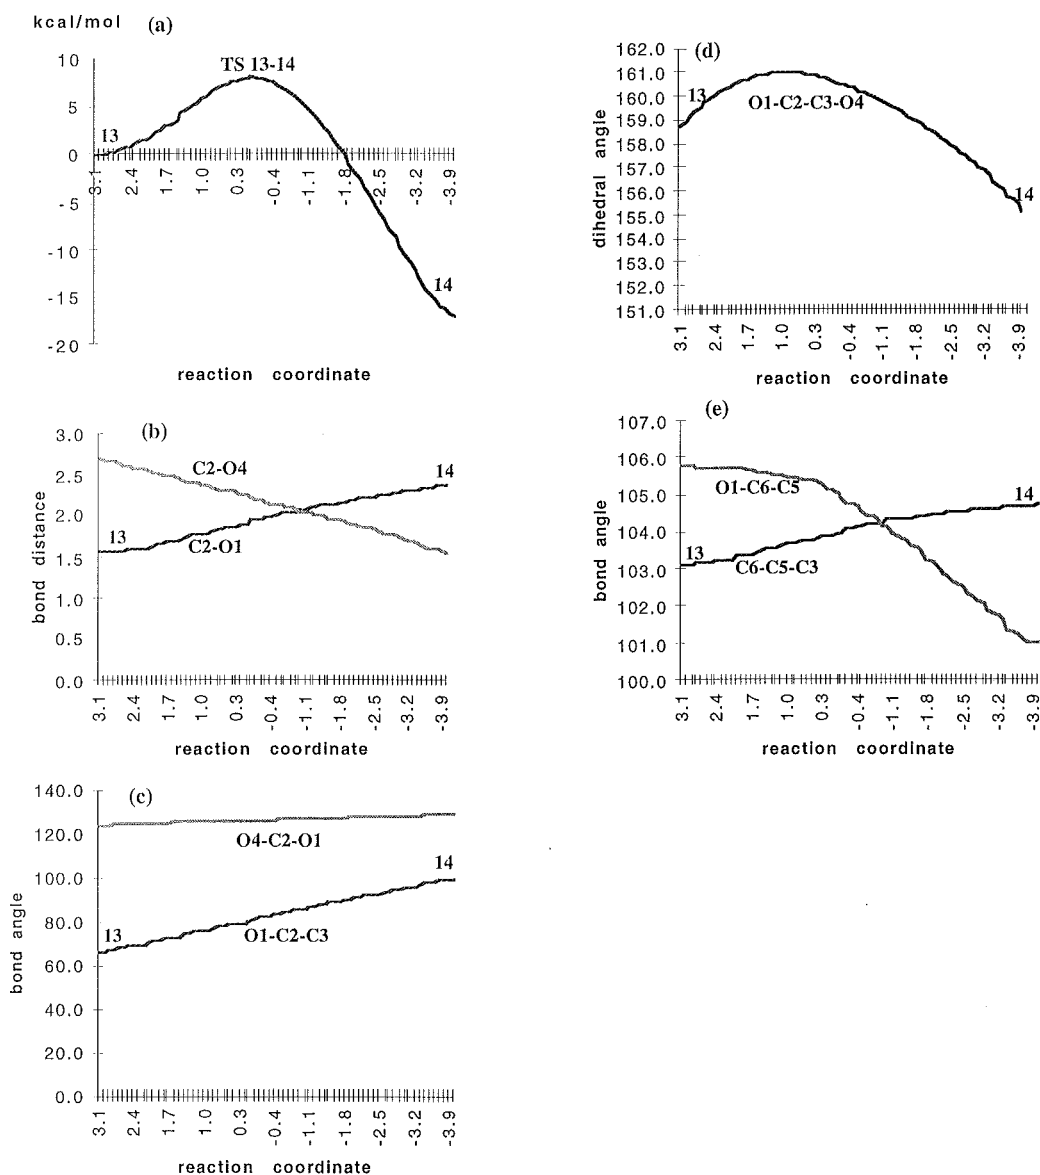 kcal/mol (a)
10
5
0
-5
-10
-15
-20
TS 13-14
13
14
3.1 2.4 1.7 1.0 0.3 -0.4 -1.1 -1.8 -2.5 -3.2 -3.9
reaction coordinate
(d)
162.0
161.0
160.0
159.0
158.0
157.0
156.0
155.0
154.0
153.0
152.0
151.0
dihedral angle
13
O1-C2-C3-O4
14
3.1 2.4 1.7 1.0 0.3 -0.4 -1.1 -1.8 -2.5 -3.2 -3.9
reaction coordinate
(b)
3.0
2.5
2.0
1.5
1.0
0.5
0.0
bond distance
C2-O4
14
13
C2-O1
3.1 2.4 1.7 1.0 0.3 -0.4 -1.1 -1.8 -2.5 -3.2 -3.9
reaction coordinate
(e)
107.0
106.0
105.0
104.0
103.0
102.0
101.0
100.0
bond angle
O1-C6-C5
14
13
C6-C5-C3
3.1 2.4 1.7 1.0 0.3 -0.4 -1.1 -1.8 -2.5 -3.2 -3.9
reaction coordinate
(c)
140.0
120.0
100.0
80.0
60.0
40.0
20.0
0.0
bond angle
O4-C2-O1
14
13
O1-C2-C3
3.1 2.4 1.7 1.0 0.3 -0.4 -1.1 -1.8 -2.5 -3.2 -3.9
reaction coordinate